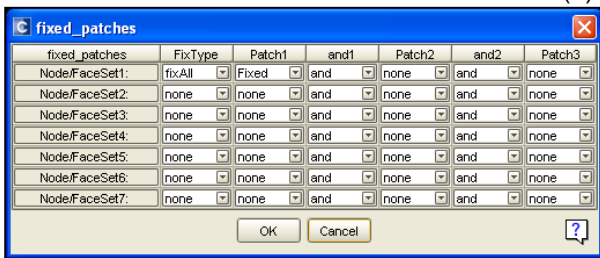 fixed_patches
fixed_patches FixType Patch1 and1 Patch2 and2 Patch3
Node/FaceSet1: fixAll Fixed and none and none
Node/FaceSet2: none none and none and none
Node/FaceSet3: none none and none and none
Node/FaceSet4: none none and none and none
Node/FaceSet5: none none and none and none
Node/FaceSet6: none none and none and none
Node/FaceSet7: none none and none and none
OK Cancel ?